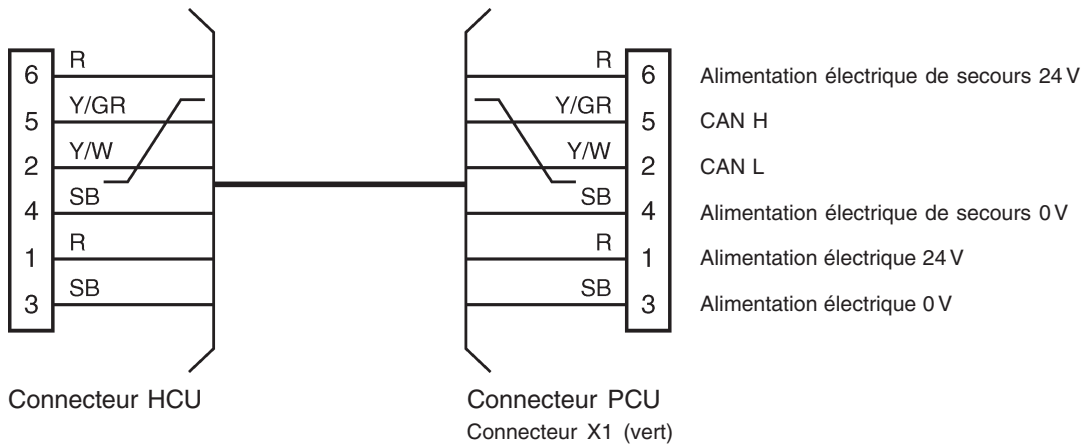 6 R R 6 Alimentation électrique de secours 24 V
5 Y/GR Y/GR 5 CAN H
2 Y/W Y/W 2 CAN L
4 SB SB 4 Alimentation électrique de secours 0 V
1 R R 1 Alimentation électrique 24 V
3 SB SB 3 Alimentation électrique 0 V
Connecteur HCU Connecteur PCU
Connecteur X1 (vert)